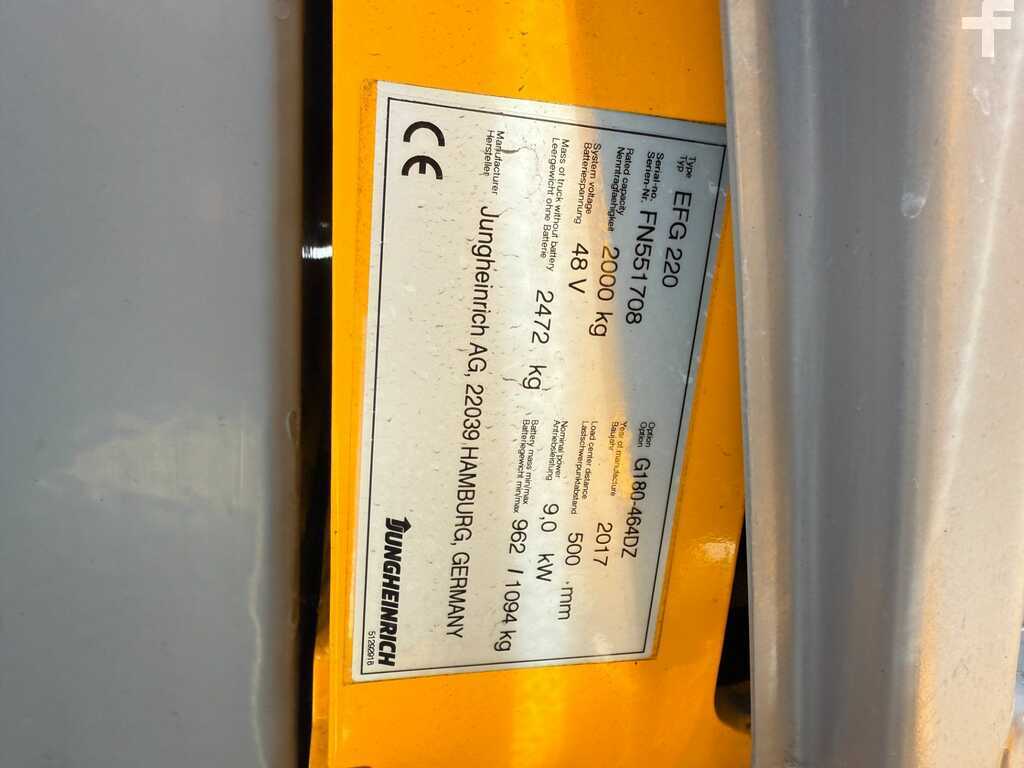 Type
Typ EFG 220
Option
Option G180-464DZ
Serial-no.
Serien-Nr. FN551708
Year of manufacture
Baujahr 2017
Rated capacity
Nenntragfaehigkeit 2000 kg
Load center distance
Lastschwerpunktabstand 500 mm
System voltage
Batteriespannung 48 V
Nominal power
Antriebsleistung 9,0 kW
Mass of truck without battery
Leergewicht ohne Batterie 2472 kg
Battery mass min/max
Batteriegewicht min/max 962 / 1094 kg
Manufacturer
Hersteller Jungheinrich AG, 22039 HAMBURG, GERMANY
CE
JUNGHEINRICH
f